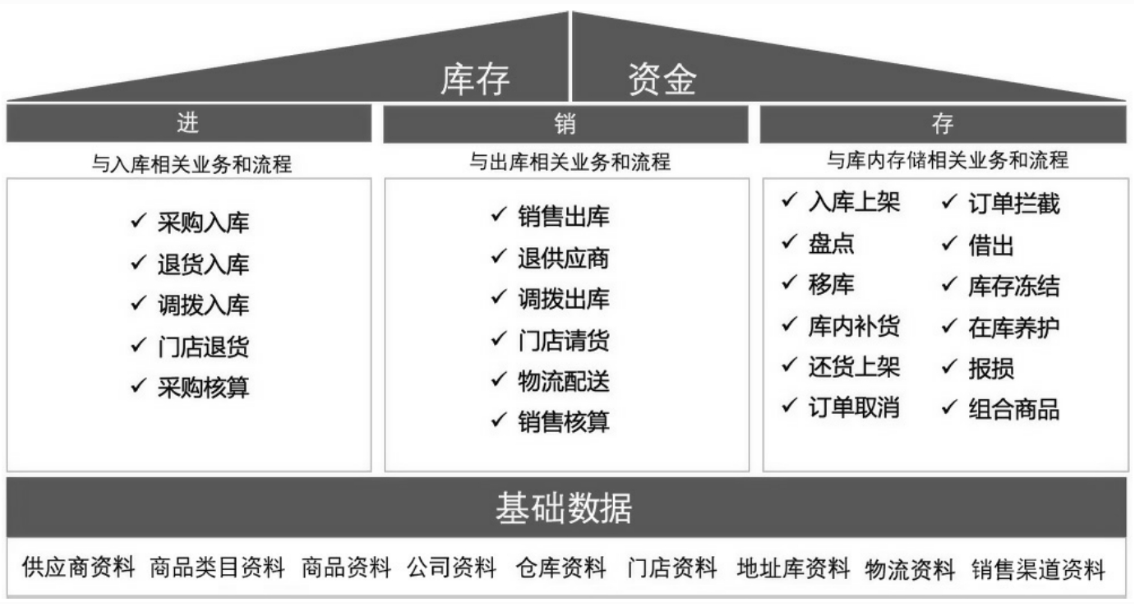 库存 资金
进
与入库相关业务和流程
✓ 采购入库
✓ 退货入库
✓ 调拨入库
✓ 门店退货
✓ 采购核算
销
与出库相关业务和流程
✓ 销售出库
✓ 退供应商
✓ 调拨出库
✓ 门店请货
✓ 物流配送
✓ 销售核算
存
与库内存储相关业务和流程
✓ 入库上架
✓ 盘点
✓ 移库
✓ 库内补货
✓ 还货上架
✓ 订单取消
✓ 订单拦截
✓ 借出
✓ 库存冻结
✓ 在库养护
✓ 报损
✓ 组合商品
基础数据
供应商资料 商品类目资料 商品资料 公司资料 仓库资料 门店资料 地址库资料 物流资料 销售渠道资料